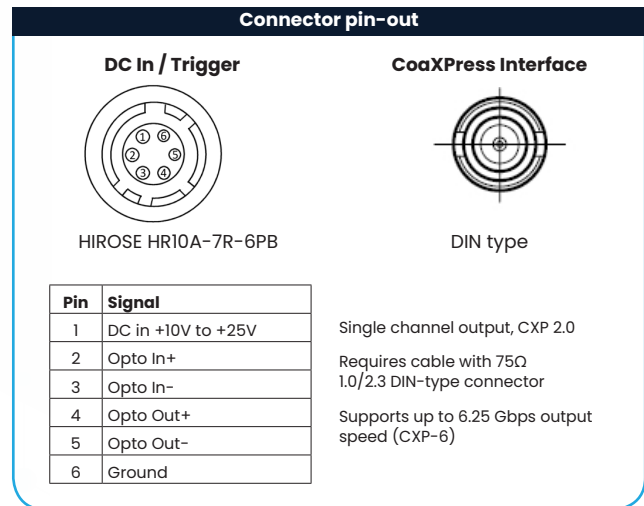 Connector pin-out
DC In / Trigger
1 6
2 5
3 4
HIROSE HR10A-7R-6PB
CoaXPress Interface
DIN type
Pin Signal
1 DC in +10V to +25V
2 Opto In+
3 Opto In-
4 Opto Out+
5 Opto Out-
6 Ground
Single channel output, CXP 2.0
Requires cable with 75Ω
1.0/2.3 DIN-type connector
Supports up to 6.25 Gbps output
speed (CXP-6)